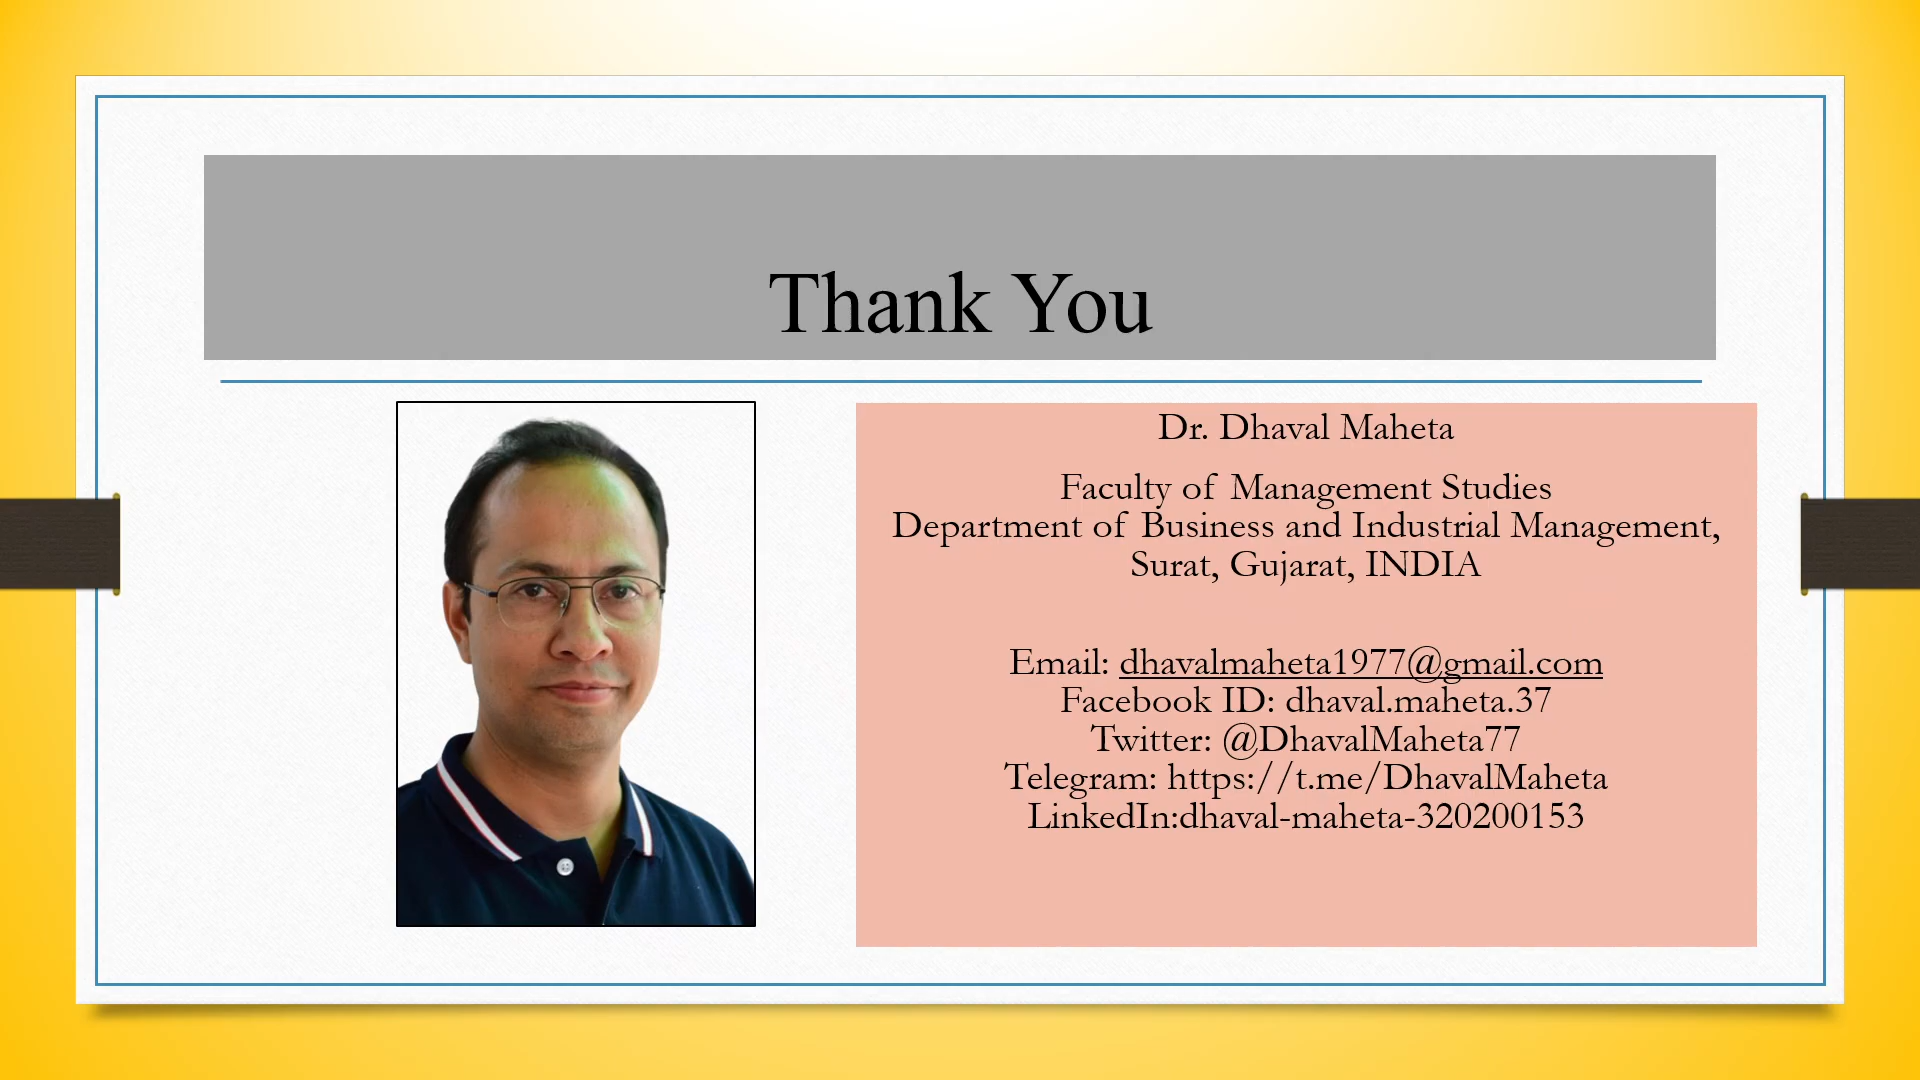 Thank You
Dr. Dhaval Maheta
Faculty of Management Studies
Department of Business and Industrial Management,
Surat, Gujarat, INDIA
Email: dhavalmaheta1977@gmail.com
Facebook ID: dhaval.maheta.37
Twitter: @DhavalMaheta77
Telegram: https://t.me/DhavalMaheta
LinkedIn:dhaval-maheta-320200153